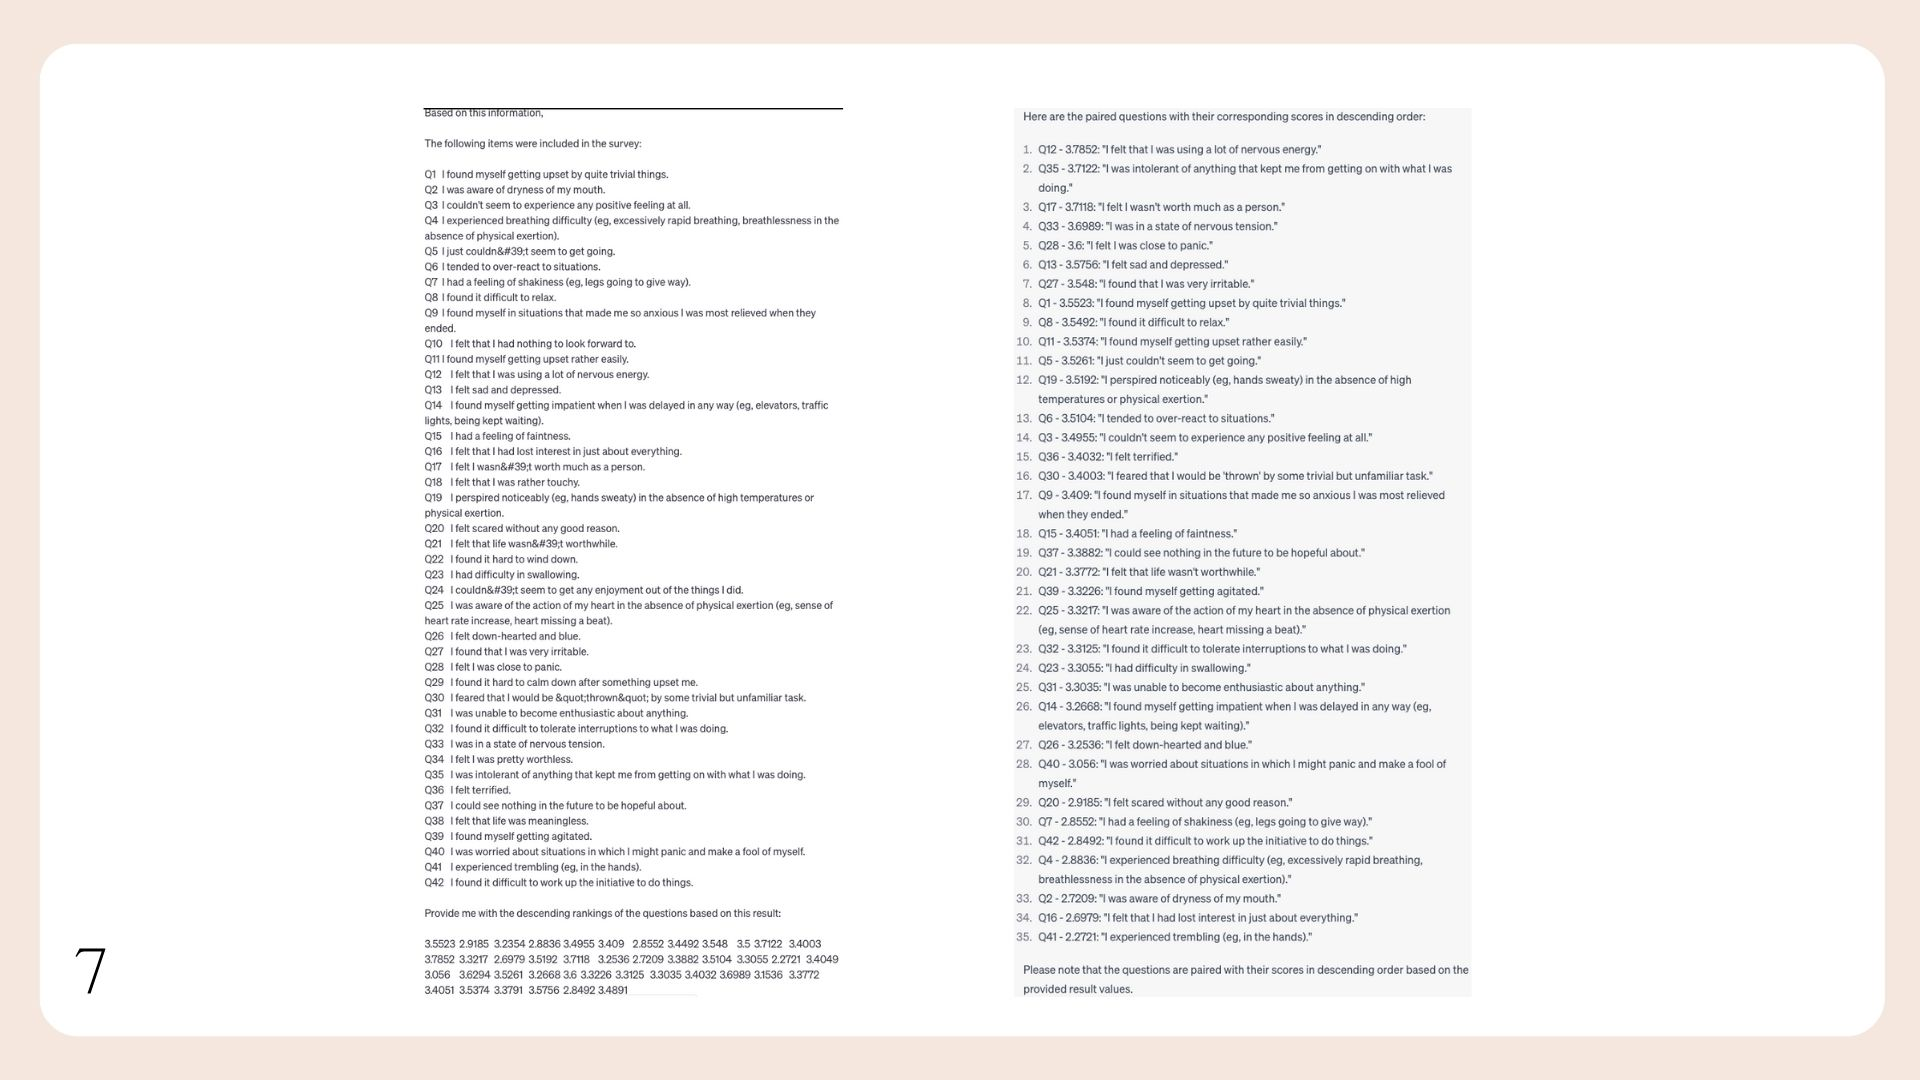 Based on this information,
The following items were included in the survey:
Q1 I found myself getting upset by quite trivial things.
Q2 I was aware of dryness of my mouth.
Q3 I couldn't seem to experience any positive feeling at all.
Q4 I experienced breathing difficulty (eg, excessively rapid breathing, breathlessness in the
absence of physical exertion).
Q5 I just couldn&#39;t seem to get going.
Q6 I tended to over-react to situations.
Q7 I had a feeling of shakiness (eg, legs going to give way).
Q8 I found it difficult to relax.
Q9 I found myself in situations that made me so anxious I was most relieved when they
ended.
Q10 I felt that I had nothing to look forward to.
Q11 I found myself getting upset rather easily.
Q12 I felt that I was using a lot of nervous energy.
Q13 I felt sad and depressed.
Q14 I found myself getting impatient when I was delayed in any way (eg, elevators, traffic
lights, being kept waiting).
Q15 I had a feeling of faintness.
Q16 I felt that I had lost interest in just about everything.
Q17 I felt I wasn&#39;t worth much as a person.
Q18 I felt that I was rather touchy.
Q19 I perspired noticeably (eg, hands sweaty) in the absence of high temperatures or
physical exertion.
Q20 I felt scared without any good reason.
Q21 I felt that life wasn&#39;t worthwhile.
Q22 I found it hard to wind down.
Q23 I had difficulty in swallowing.
Q24 I couldn&#39;t seem to get any enjoyment out of the things I did.
Q25 I was aware of the action of my heart in the absence of physical exertion (eg, sense of
heart rate increase, heart missing a beat).
Q26 I felt down-hearted and blue.
Q27 I found that I was very irritable.
Q28 I felt I was close to panic.
Q29 I found it hard to calm down after something upset me.
Q30 I feared that I would be &quot;thrown&quot; by some trivial but unfamiliar task.
Q31 I was unable to become enthusiastic about anything.
Q32 I found it difficult to tolerate interruptions to what I was doing.
Q33 I was in a state of nervous tension.
Q34 I felt I was pretty worthless.
Q35 I was intolerant of anything that kept me from getting on with what I was doing.
Q36 I felt terrified.
Q37 I could see nothing in the future to be hopeful about.
Q38 I felt that life was meaningless.
Q39 I found myself getting agitated.
Q40 I was worried about situations in which I might panic and make a fool of myself.
Q41 I experienced trembling (eg, in the hands).
Q42 I found it difficult to work up the initiative to do things.
Provide me with the descending rankings of the questions based on this result:
3.5523 2.9185 3.2354 2.8836 3.4955 3.409 2.8552 3.4492 3.548 3.5 3.7122 3.4003
3.7852 3.3217 2.6979 3.5192 3.7118 3.2536 2.7209 3.3882 3.5104 3.3055 2.2721 3.4049
3.056 3.6294 3.5261 3.2668 3.6 3.3226 3.3125 3.3035 3.4032 3.6989 3.1536 3.3772
3.4051 3.5374 3.3791 3.5756 2.8492 3.4891
Here are the paired questions with their corresponding scores in descending order:
1. Q12 - 3.7852: "I felt that I was using a lot of nervous energy."
2. Q35 - 3.7122: "I was intolerant of anything that kept me from getting on with what I was
doing."
3. Q17 - 3.7118: "I felt I wasn't worth much as a person."
4. Q33 - 3.6989: "I was in a state of nervous tension."
5. Q28 - 3.6: "I felt I was close to panic."
6. Q13 - 3.5756: "I felt sad and depressed."
7. Q27 - 3.548: "I found that I was very irritable."
8. Q1 - 3.5523: "I found myself getting upset by quite trivial things."
9. Q8 - 3.5492: "I found it difficult to relax."
10. Q11 - 3.5374: "I found myself getting upset rather easily."
11. Q5 - 3.5261: "I just couldn't seem to get going."
12. Q19 - 3.5192: "I perspired noticeably (eg, hands sweaty) in the absence of high
temperatures or physical exertion."
13. Q6 - 3.5104: "I tended to over-react to situations."
14. Q3 - 3.4955: "I couldn't seem to experience any positive feeling at all."
15. Q36 - 3.4032: "I felt terrified."
16. Q30 - 3.4003: "I feared that I would be 'thrown' by some trivial but unfamiliar task."
17. Q9 - 3.409: "I found myself in situations that made me so anxious I was most relieved
when they ended."
18. Q15 - 3.4051: "I had a feeling of faintness."
19. Q37 - 3.3882: "I could see nothing in the future to be hopeful about."
20. Q21 - 3.3772: "I felt that life wasn't worthwhile."
21. Q39 - 3.3226: "I found myself getting agitated."
22. Q25 - 3.3217: "I was aware of the action of my heart in the absence of physical exertion
(eg, sense of heart rate increase, heart missing a beat)."
23. Q32 - 3.3125: "I found it difficult to tolerate interruptions to what I was doing."
24. Q23 - 3.3055: "I had difficulty in swallowing."
25. Q31 - 3.3035: "I was unable to become enthusiastic about anything."
26. Q14 - 3.2668: "I found myself getting impatient when I was delayed in any way (eg,
elevators, traffic lights, being kept waiting)."
27. Q26 - 3.2536: "I felt down-hearted and blue."
28. Q40 - 3.056: "I was worried about situations in which I might panic and make a fool of
myself."
29. Q20 - 2.9185: "I felt scared without any good reason."
30. Q7 - 2.8552: "I had a feeling of shakiness (eg, legs going to give way)."
31. Q42 - 2.8492: "I found it difficult to work up the initiative to do things."
32. Q4 - 2.8836: "I experienced breathing difficulty (eg, excessively rapid breathing,
breathlessness in the absence of physical exertion)."
33. Q2 - 2.7209: "I was aware of dryness of my mouth."
34. Q16 - 2.6979: "I felt that I had lost interest in just about everything."
35. Q41 - 2.2721: "I experienced trembling (eg, in the hands)."
Please note that the questions are paired with their scores in descending order based on the
provided result values.
7